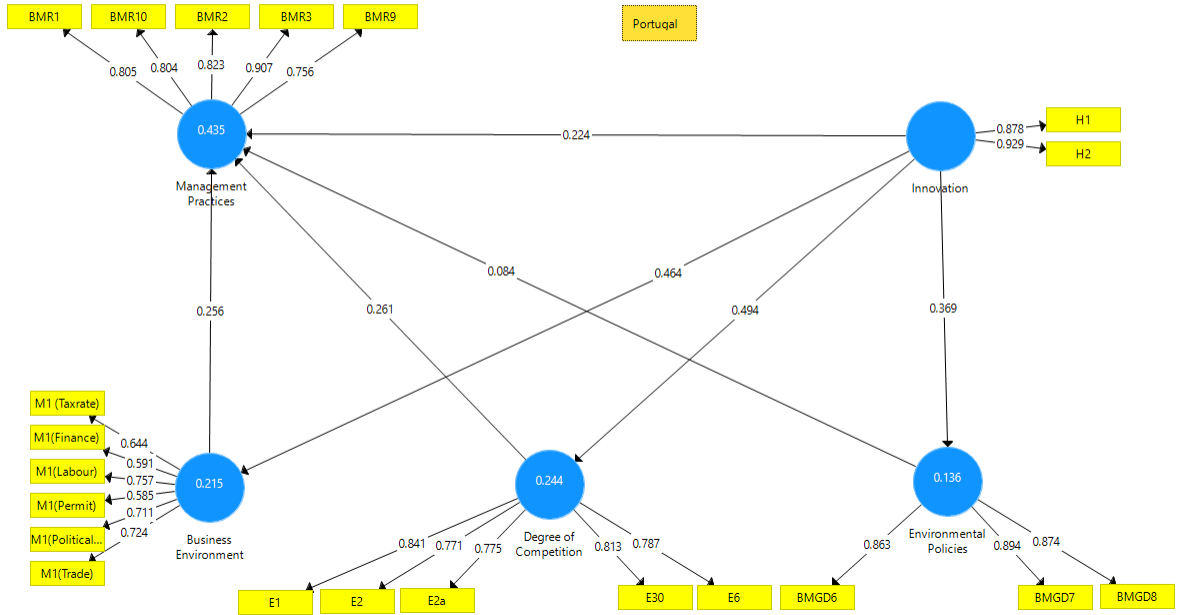 BMR1
BMR10
BMR2
BMR3
BMR9
Portugal
0.805
0.804
0.823
0.907
0.756
0.435
Management
Practices
0.224
Innovation
0.878
0.929
H1
H2
0.084
0.464
0.256
0.261
0.494
0.369
M1 (Taxrate)
M1(Finance)
M1(Labour)
M1(Permit)
M1(Political...
M1(Trade)
0.644
0.591
0.757
0.585
0.711
0.724
0.215
Business
Environment
0.244
Degree of
Competition
0.136
Environmental
Policies
0.841
0.771
0.775
0.813
0.787
0.863
0.894
0.874
E1
E2
E2a
E30
E6
BMGD6
BMGD7
BMGD8